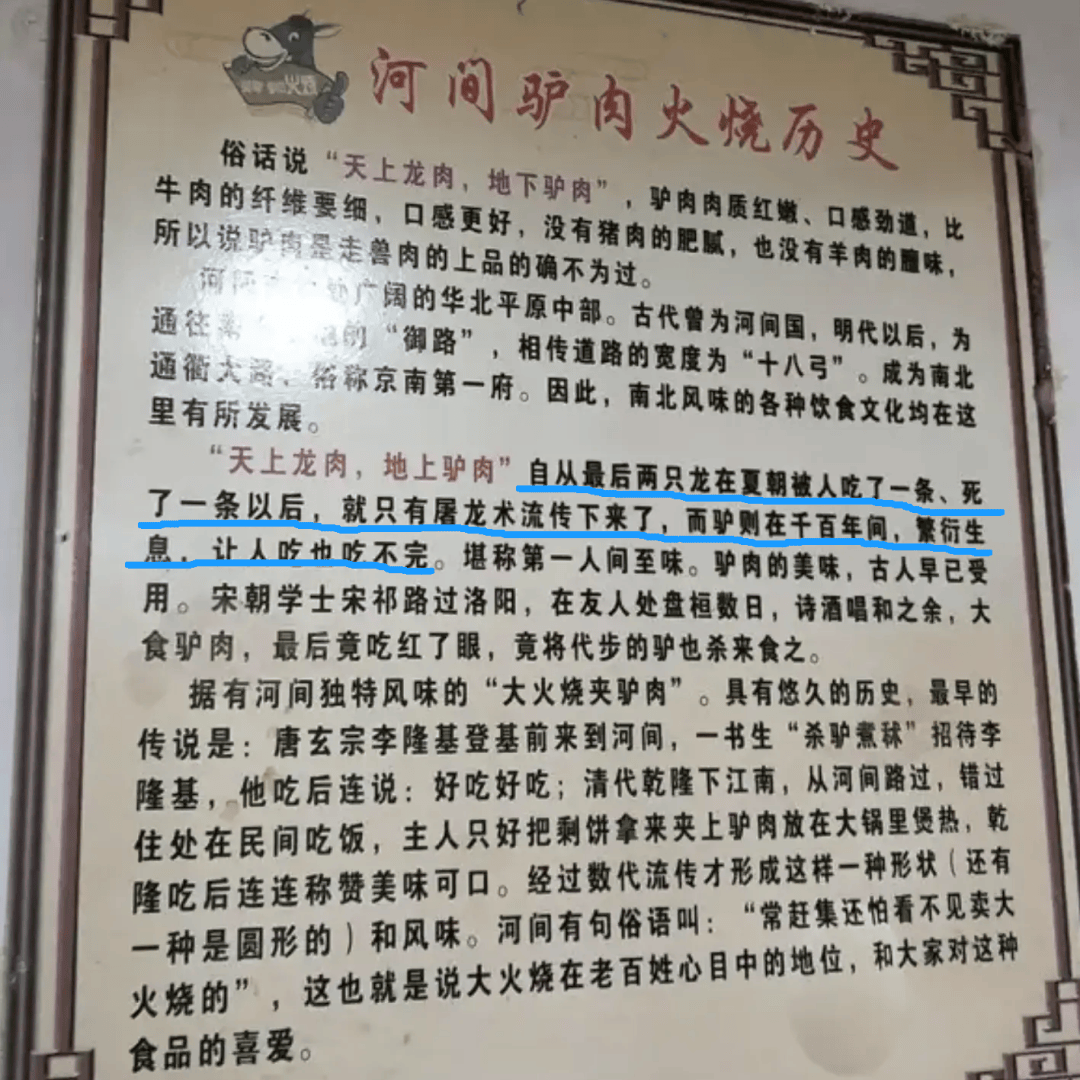 火烧
河间驴肉火烧历史
俗话说“天上龙肉，地下驴肉”，驴肉肉质红嫩、口感劲道，比
牛肉的纤维要细，口感更好，没有猪肉的肥腻，也没有羊肉的膻味，
所以说驴肉是走兽肉的上品的确不为过。
河 广阔的华北平原中部。古代曾为河间国，明代以后，为
通往 的“御路”，相传道路的宽度为“十八弓”。成为南北
通衢大路，俗称京南第一府。因此，南北风味的各种饮食文化均在这
里有所发展。
“天上龙肉，地上驴肉”自从最后两只龙在夏朝被人吃了一条、死
了一条以后，就只有屠龙术流传下来了，而驴则在千百年间，繁衍生
息，让人吃也吃不完。堪称第一人间至味。驴肉的美味，古人早已受
用。宋朝学士宋祁路过洛阳，在友人处盘桓数日，诗酒唱和之余，大
食驴肉，最后竟吃红了眼，竟将代步的驴也杀来食之。
据有河间独特风味的“大火烧夹驴肉”。具有悠久的历史，最早的
传说是：唐玄宗李隆基登基前来到河间，一书生“杀驴煮秫”招待李
隆基，他吃后连说：好吃好吃；清代乾隆下江南，从河间路过，错过
住处在民间吃饭，主人只好把剩饼拿来夹上驴肉放在大锅里煲热，乾
隆吃后连连称赞美味可口。经过数代流传才形成这样一种形状（还有
一种是圆形的）和风味。河间有句俗语叫：“常赶集还怕看不见卖大
火烧的”，这也就是说大火烧在老百姓心目中的地位，和大家对这种
食品的喜爱。